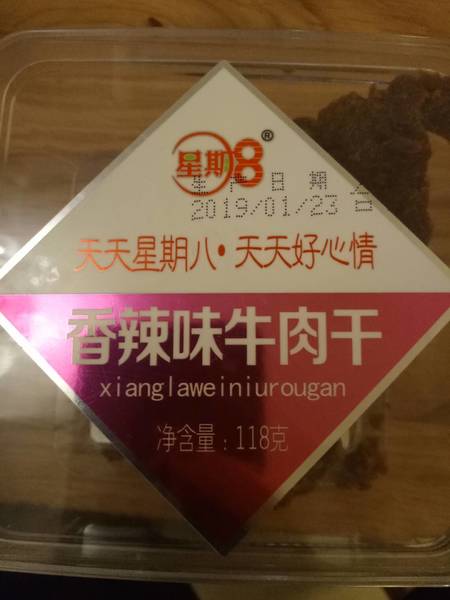 星期8®
生产日期
2019/01/23
天天星期八·天天好心情
香辣味牛肉干
xianglaweiniurougan
净含量：118克